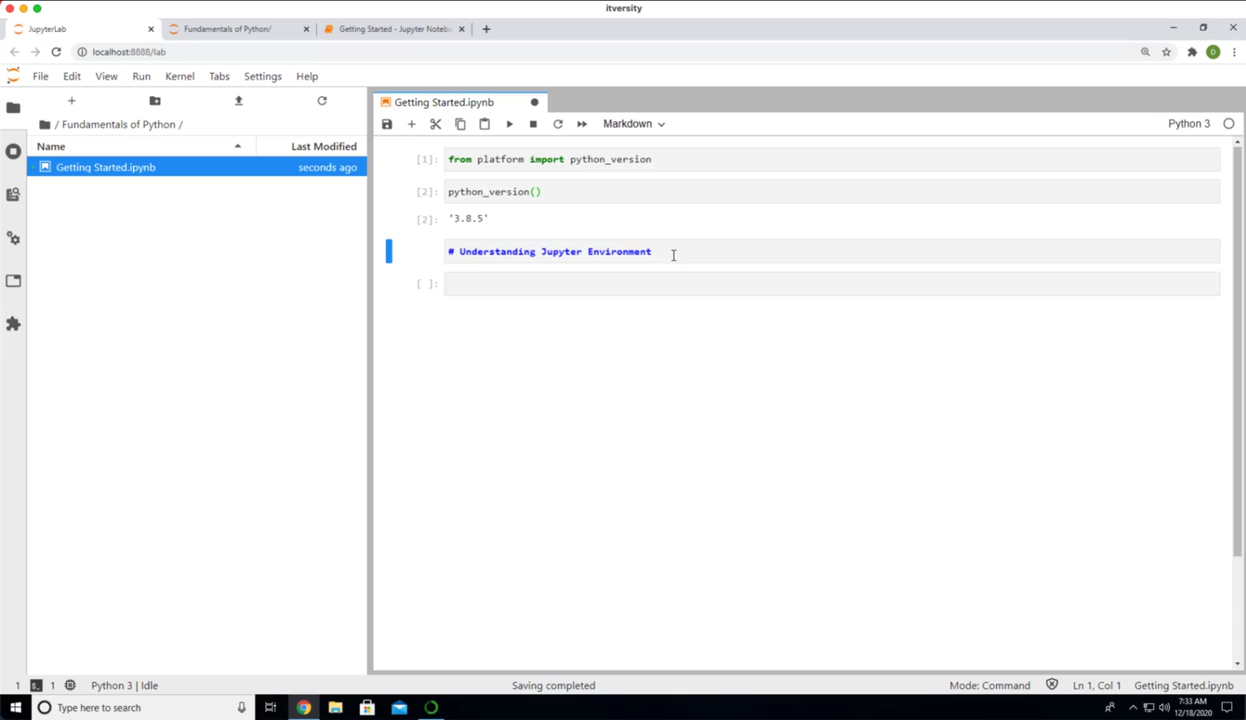 itversity
JupyterLab
Fundamentals of Python/
Getting Started - Jupyter Notebo
localhost:8888/lab
D
File Edit View Run Kernel Tabs Settings Help
/ Fundamentals of Python /
Name Last Modified
Getting Started.ipynb seconds ago
Getting Started.ipynb
Markdown
Python 3
[1]: from platform import python_version
[2]: python_version()
[2]: '3.8.5'
# Understanding Jupyter Environment
[ ]:
1 1 Python 3 | Idle Saving completed Mode: Command Ln 1, Col 1 Getting Started.ipynb
Type here to search
7:33 AM
12/18/2020